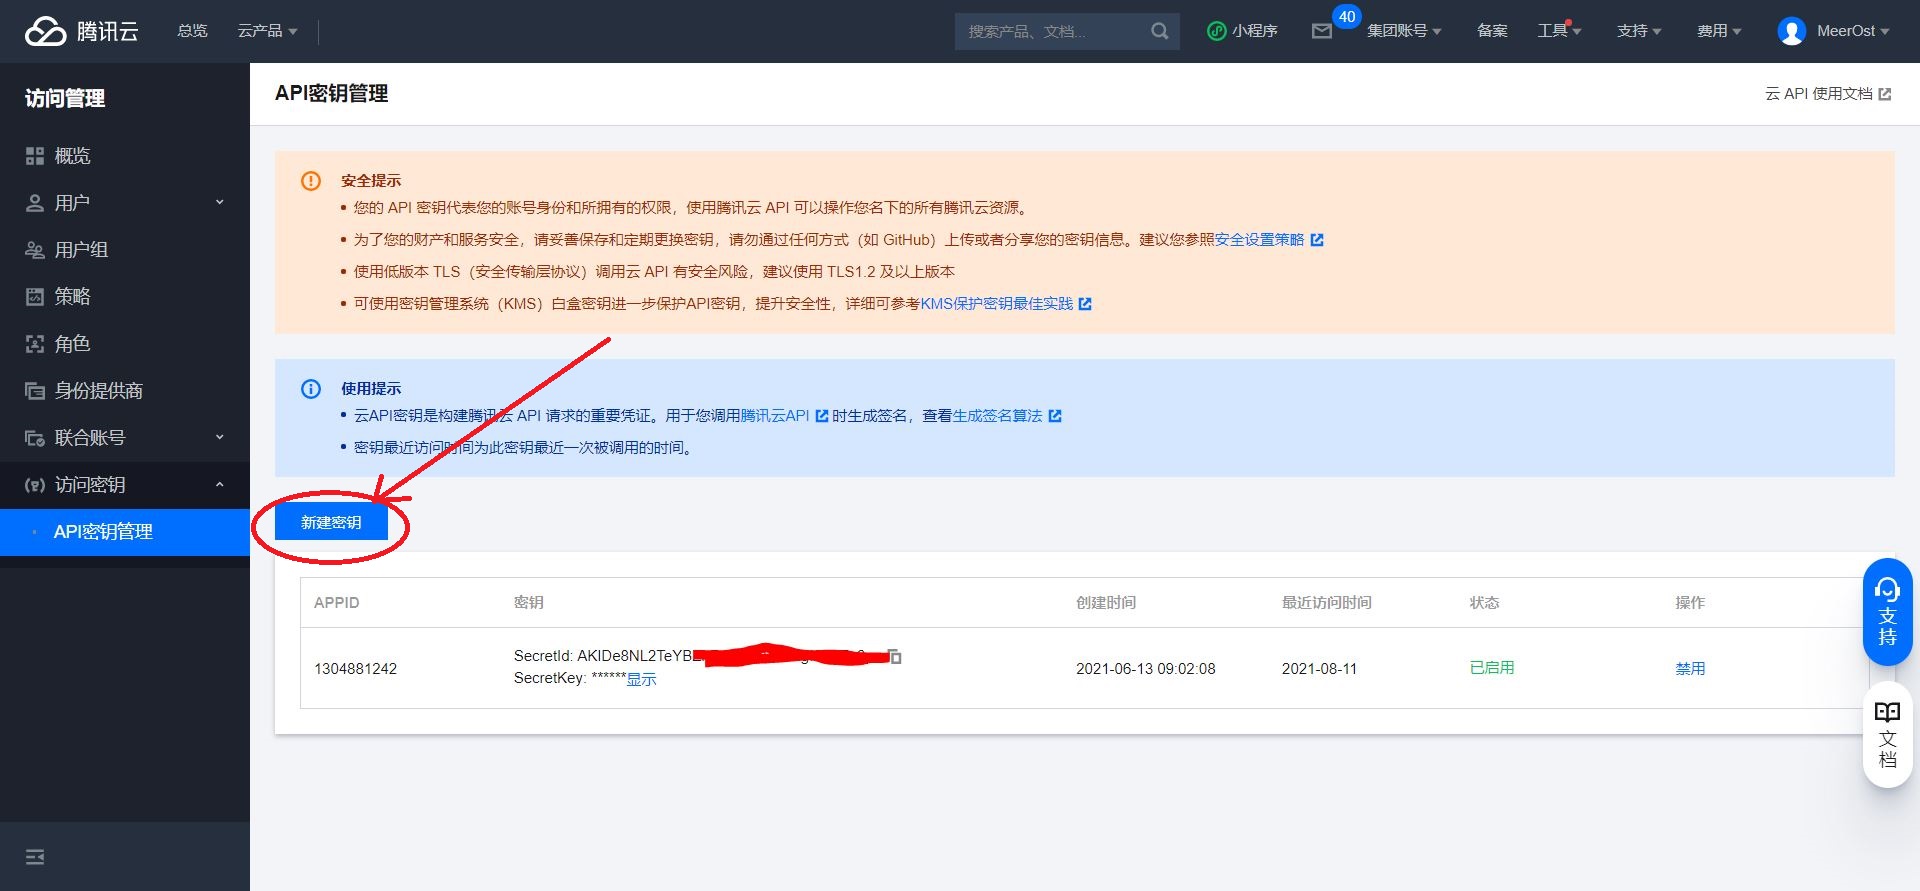 腾讯云
总览
云产品
搜索产品、文档...
小程序
40
集团账号
备案
工具
支持
费用
MeerOst
访问管理
概览
用户
用户组
策略
角色
身份提供商
联合账号
访问密钥
API密钥管理
API密钥管理
云 API 使用文档
安全提示
您的 API 密钥代表您的账号身份和所拥有的权限，使用腾讯云 API 可以操作您名下的所有腾讯云资源。
为了您的财产和服务安全，请妥善保存和定期更换密钥，请勿通过任何方式（如 GitHub）上传或者分享您的密钥信息。建议您参照安全设置策略
使用低版本 TLS（安全传输层协议）调用云 API 有安全风险，建议使用 TLS1.2 及以上版本
可使用密钥管理系统（KMS）白盒密钥进一步保护API密钥，提升安全性，详细可参考KMS保护密钥最佳实践
使用提示
云API密钥是构建腾讯云 API 请求的重要凭证。用于您调用腾讯云API 时生成签名，查看生成签名算法
密钥最近访问时间为此密钥最近一次被调用的时间。
新建密钥
APPID 密钥 创建时间 最近访问时间 状态 操作
SecretId: AKIDe8NL2TeYB
1304881242 2021-06-13 09:02:08 2021-08-11 已启用 禁用
SecretKey: ******显示
支持
文档